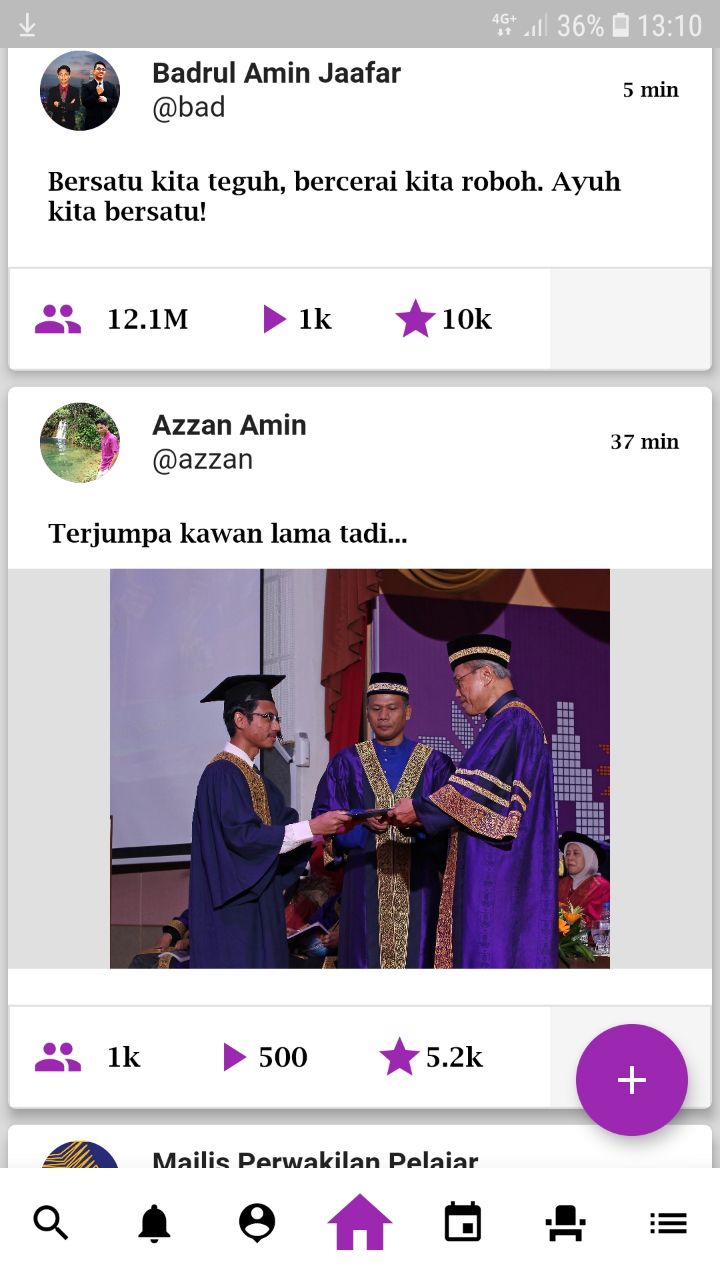 4G+ 36% 13:10
Badrul Amin Jaafar
@bad
5 min
Bersatu kita teguh, bercerai kita roboh. Ayuh
kita bersatu!
12.1M 1k 10k
Azzan Amin
@azzan
37 min
Terjumpa kawan lama tadi...
1k 500 5.2k
+
Majlis Perwakilan Pelajar